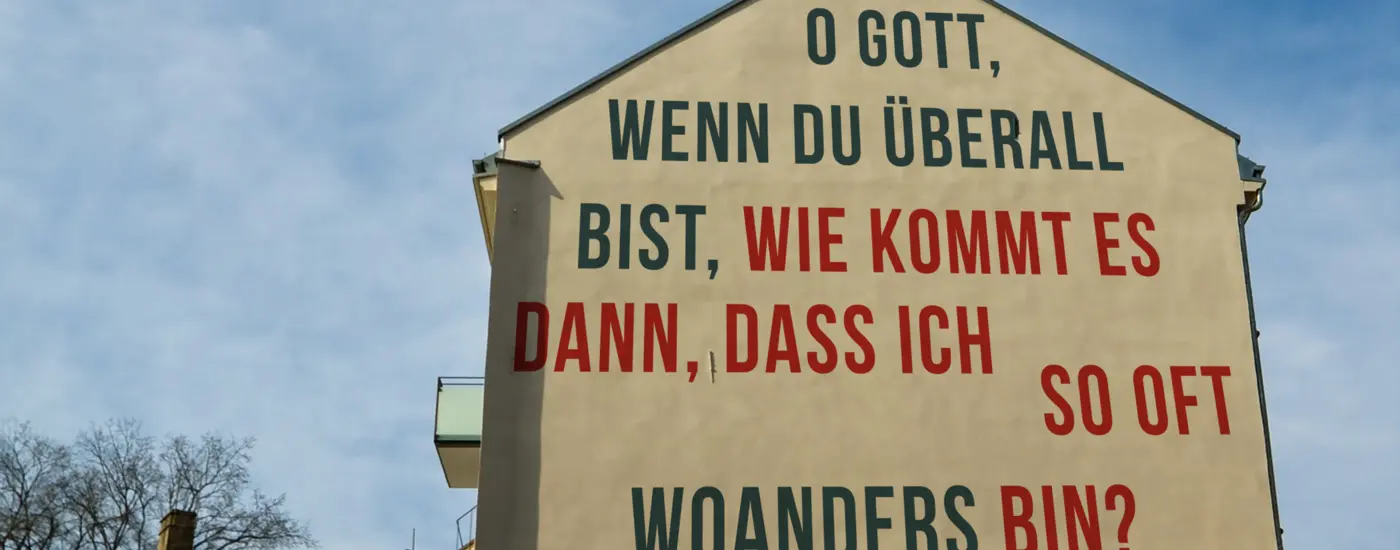 O GOTT,
WENN DU ÜBERALL
BIST, WIE KOMMT ES
DANN, DASS ICH
SO OFT
WOANDERS BIN?